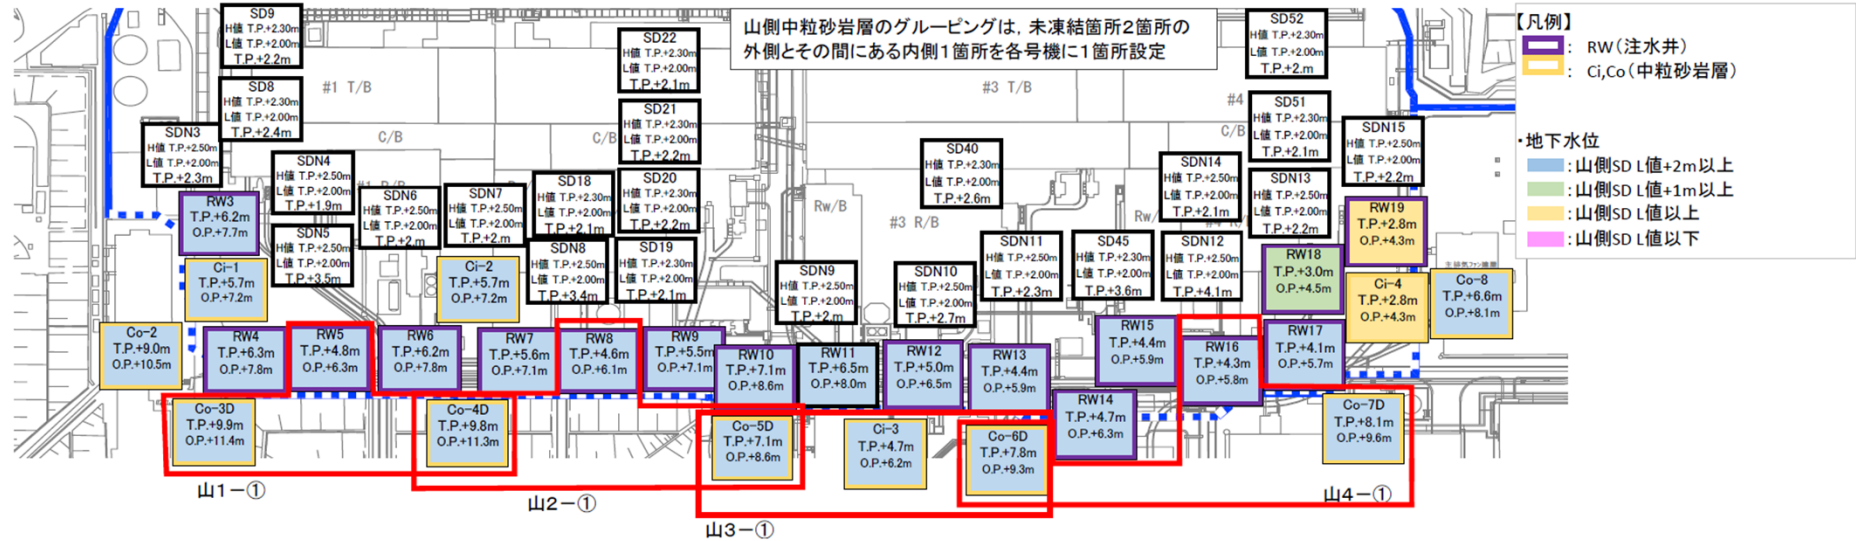 山側中粒砂岩層のグルーピングは，未凍結箇所２箇所の
外側とその間にある内側１箇所を各号機に１箇所設定
【凡例】
： RW（注水井）
： Ci,Co（中粒砂岩層）
・地下水位
：山側SD L値+2m以上
：山側SD L値+1m以上
：山側SD L値以上
：山側SD L値以下
SD9
H値 T.P.+2.30m
L値 T.P.+2.00m
T.P.+2.2m
SD8
H値 T.P.+2.30m
L値 T.P.+2.00m
T.P.+2.4m
SDN3
H値 T.P.+2.50m
L値 T.P.+2.00m
T.P.+2.3m
SDN4
H値 T.P.+2.50m
L値 T.P.+2.00m
T.P.+1.9m
SDN5
H値 T.P.+2.50m
L値 T.P.+2.00m
T.P.+3.5m
SDN6
H値 T.P.+2.50m
L値 T.P.+2.00m
T.P.+2.m
SDN7
H値 T.P.+2.50m
L値 T.P.+2.00m
T.P.+2.m
SD18
H値 T.P.+2.30m
L値 T.P.+2.00m
T.P.+2.1m
SDN8
H値 T.P.+2.50m
L値 T.P.+2.00m
T.P.+3.4m
SD22
H値 T.P.+2.30m
L値 T.P.+2.00m
T.P.+2.1m
SD21
H値 T.P.+2.30m
L値 T.P.+2.00m
T.P.+2.2m
SD20
H値 T.P.+2.30m
L値 T.P.+2.00m
T.P.+2.2m
SD19
H値 T.P.+2.30m
L値 T.P.+2.00m
T.P.+2.1m
SDN9
H値 T.P.+2.50m
L値 T.P.+2.00m
T.P.+2.m
SD40
H値 T.P.+2.30m
L値 T.P.+2.00m
T.P.+2.6m
SDN10
H値 T.P.+2.50m
L値 T.P.+2.00m
T.P.+2.7m
SDN11
H値 T.P.+2.50m
L値 T.P.+2.00m
T.P.+2.3m
SD45
H値 T.P.+2.30m
L値 T.P.+2.00m
T.P.+3.6m
SDN14
H値 T.P.+2.50m
L値 T.P.+2.00m
T.P.+2.1m
SDN12
H値 T.P.+2.50m
L値 T.P.+2.00m
T.P.+4.1m
SD52
H値 T.P.+2.30m
L値 T.P.+2.00m
T.P.+2.m
SD51
H値 T.P.+2.30m
L値 T.P.+2.00m
T.P.+2.1m
SDN13
H値 T.P.+2.50m
L値 T.P.+2.00m
T.P.+2.2m
SDN15
H値 T.P.+2.50m
L値 T.P.+2.00m
T.P.+2.2m
#1 T/B
C/B
C/B
#3 T/B
#4
C/B
Rw/B
#3 R/B
RW3
T.P.+6.2m
O.P.+7.7m
Ci-1
T.P.+5.7m
O.P.+7.2m
Ci-2
T.P.+5.7m
O.P.+7.2m
Co-2
T.P.+9.0m
O.P.+10.5m
RW4
T.P.+6.3m
O.P.+7.8m
RW5
T.P.+4.8m
O.P.+6.3m
RW6
T.P.+6.2m
O.P.+7.8m
RW7
T.P.+5.6m
O.P.+7.1m
RW8
T.P.+4.6m
O.P.+6.1m
RW9
T.P.+5.5m
O.P.+7.1m
RW10
T.P.+7.1m
O.P.+8.6m
RW11
T.P.+6.5m
O.P.+8.0m
RW12
T.P.+5.0m
O.P.+6.5m
RW13
T.P.+4.4m
O.P.+5.9m
RW14
T.P.+4.7m
O.P.+6.3m
RW15
T.P.+4.4m
O.P.+5.9m
RW16
T.P.+4.3m
O.P.+5.8m
RW17
T.P.+4.1m
O.P.+5.7m
RW18
T.P.+3.0m
O.P.+4.5m
RW19
T.P.+2.8m
O.P.+4.3m
Ci-4
T.P.+2.8m
O.P.+4.3m
Co-8
T.P.+6.6m
O.P.+8.1m
Co-3D
T.P.+9.9m
O.P.+11.4m
Co-4D
T.P.+9.8m
O.P.+11.3m
Co-5D
T.P.+7.1m
O.P.+8.6m
Ci-3
T.P.+4.7m
O.P.+6.2m
Co-6D
T.P.+7.8m
O.P.+9.3m
Co-7D
T.P.+8.1m
O.P.+9.6m
山1－①
山2－①
山3－①
山4－①